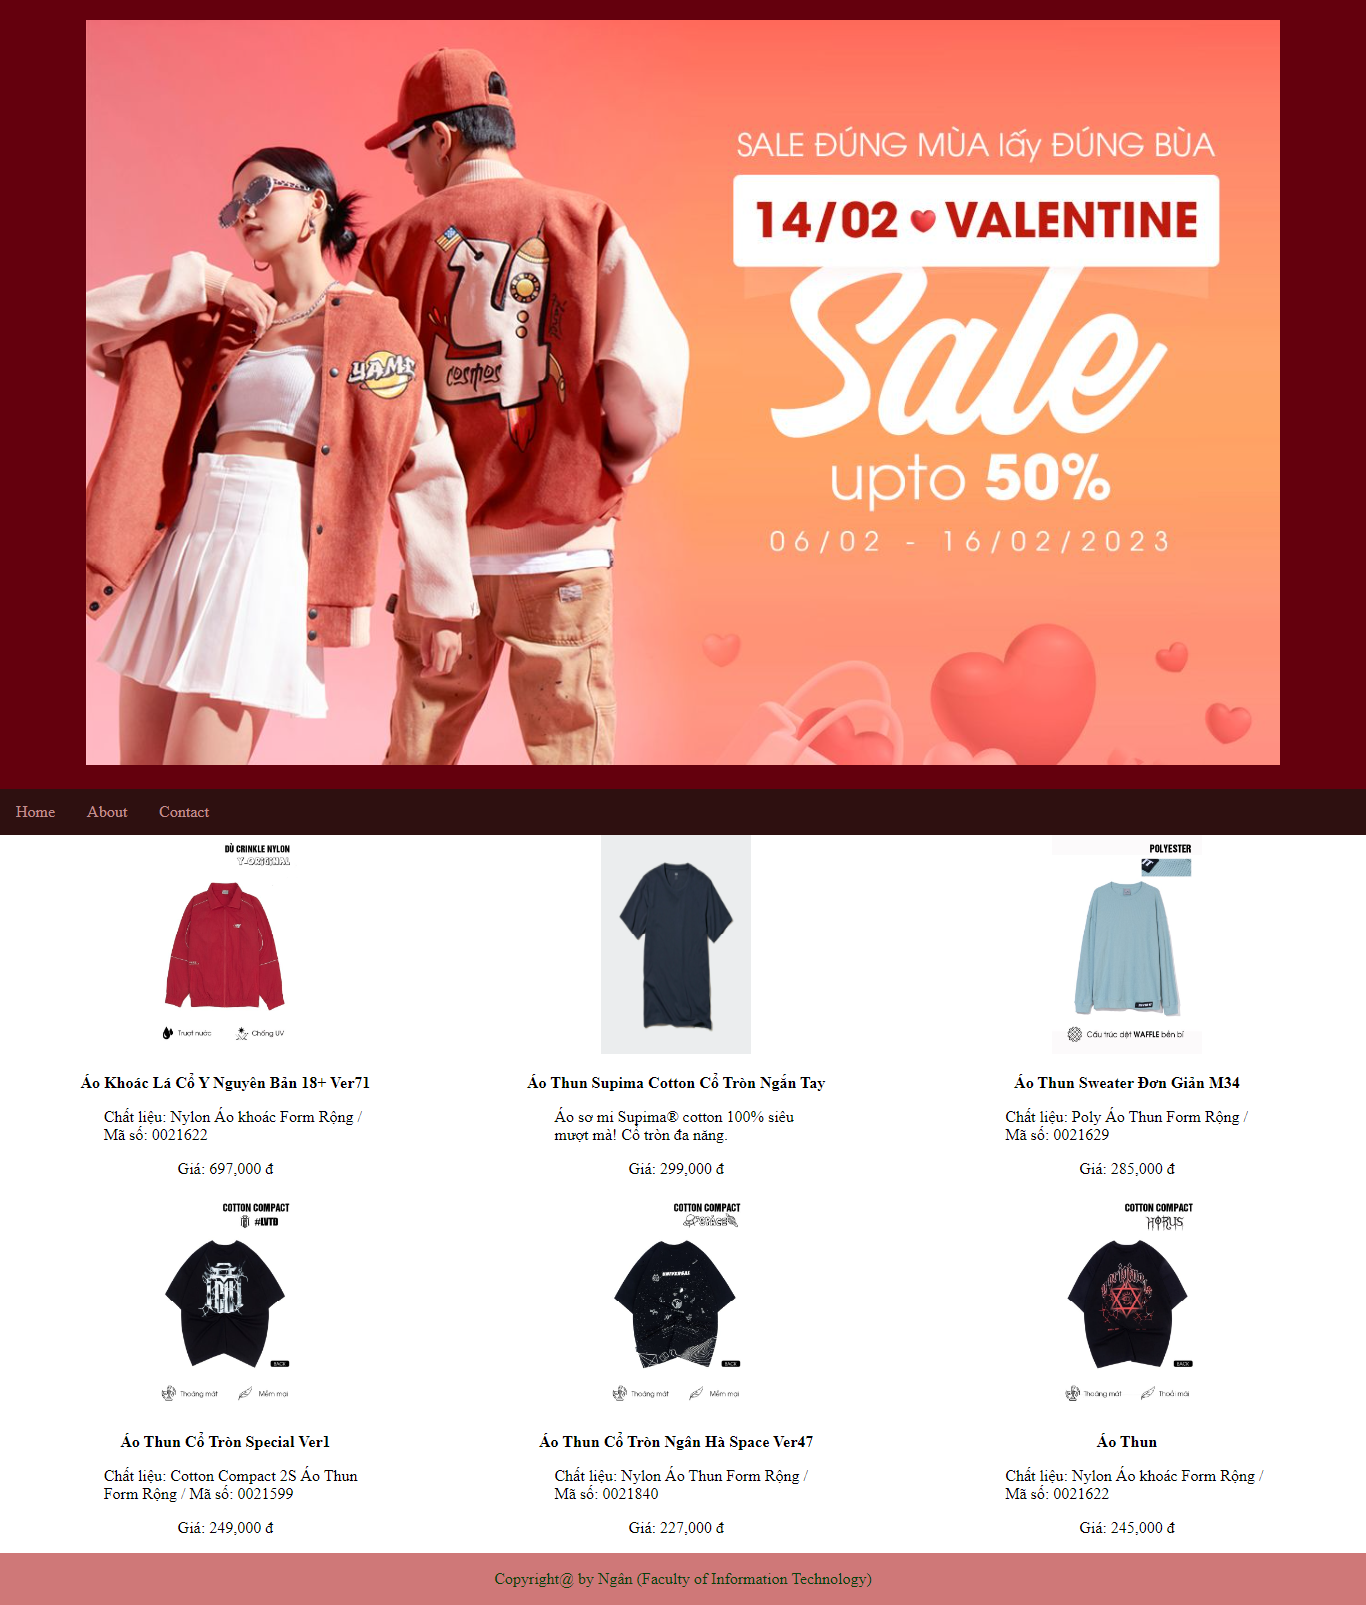 SALE ĐÚNG MÙA lấy ĐÚNG BÙA
14/02 VALENTINE
Sale
upto 50%
06/02 - 16/02/2023
YAME
COSMOS
Home About Contact
DÙ CRINKLE NYLON
Y-ORIGINAL
Trượt nước Chống UV
POLYESTER
Cấu trúc dệt WAFFLE bền bỉ
Áo Khoác Lá Cổ Y Nguyên Bản 18+ Ver71
Chất liệu: Nylon Áo khoác Form Rộng /
Mã số: 0021622
Giá: 697,000 đ
Áo Thun Supima Cotton Cổ Tròn Ngắn Tay
Áo sơ mi Supima® cotton 100% siêu
mượt mà! Cổ tròn đa năng.
Giá: 299,000 đ
Áo Thun Sweater Đơn Giản M34
Chất liệu: Poly Áo Thun Form Rộng /
Mã số: 0021629
Giá: 285,000 đ
COTTON COMPACT
#LVTD
BACK
Thoáng mát Mềm mại
COTTON COMPACT
SPACE
UNIVERSAL
BACK
Thoáng mát Mềm mại
COTTON COMPACT
HORUS
BACK
Thoáng mát Thoải mái
Áo Thun Cổ Tròn Special Ver1
Chất liệu: Cotton Compact 2S Áo Thun
Form Rộng / Mã số: 0021599
Giá: 249,000 đ
Áo Thun Cổ Tròn Ngân Hà Space Ver47
Chất liệu: Nylon Áo Thun Form Rộng /
Mã số: 0021840
Giá: 227,000 đ
Áo Thun
Chất liệu: Nylon Áo khoác Form Rộng /
Mã số: 0021622
Giá: 245,000 đ
Copyright@ by Ngân (Faculty of Information Technology)